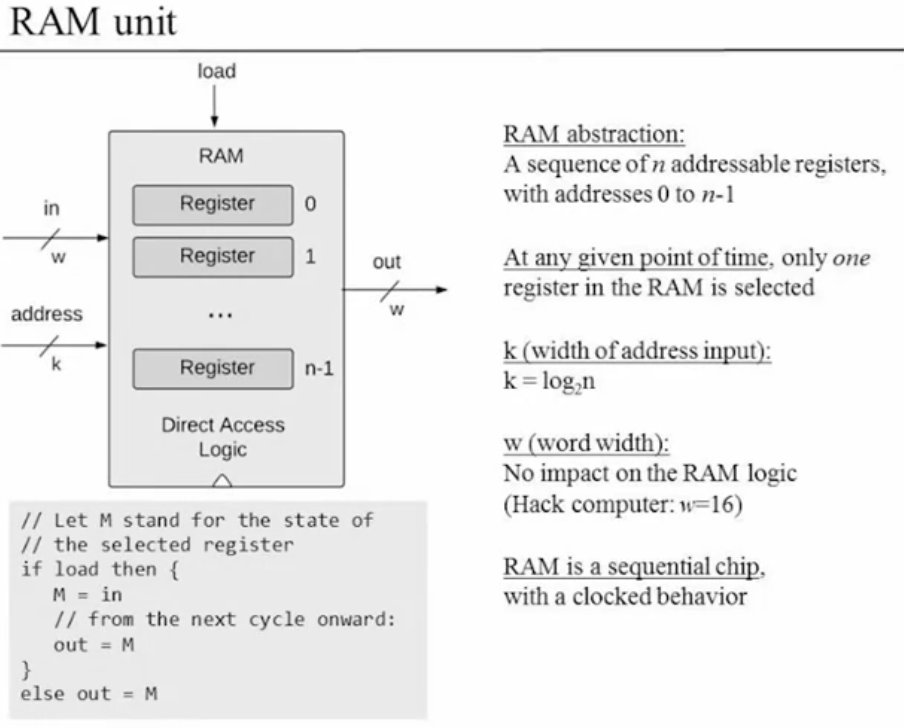 RAM unit
load
RAM
Register 0
in
w
Register 1
out
w
address
k
...
Register n-1
Direct Access
Logic
// Let M stand for the state of
// the selected register
if load then {
M = in
// from the next cycle onward:
out = M
}
else out = M
RAM abstraction:
A sequence of n addressable registers,
with addresses 0 to n-1
At any given point of time, only one
register in the RAM is selected
k (width of address input):
k = log₂n
w (word width):
No impact on the RAM logic
(Hack computer: w=16)
RAM is a sequential chip,
with a clocked behavior